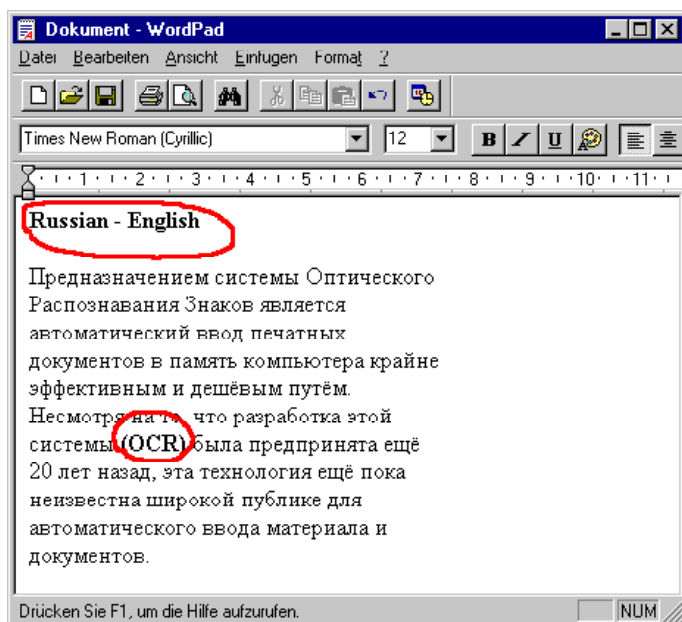 Dokument - WordPad
Datei Bearbeiten Ansicht Einfügen Format ?
Times New Roman (Cyrillic) 12 B I U
1 2 3 4 5 6 7 8 9 10 11
Russian - English
Предназначением системы Оптического
Распознавания Знаков является
автоматический ввод печатных
документов в память компьютера крайне
эффективным и дешёвым путём.
Несмотря на то, что разработка этой
системы (OCR) была предпринята ещё
20 лет назад, эта технология ещё пока
неизвестна широкой публике для
автоматического ввода материала и
документов.
Drücken Sie F1, um die Hilfe aufzurufen. NUM